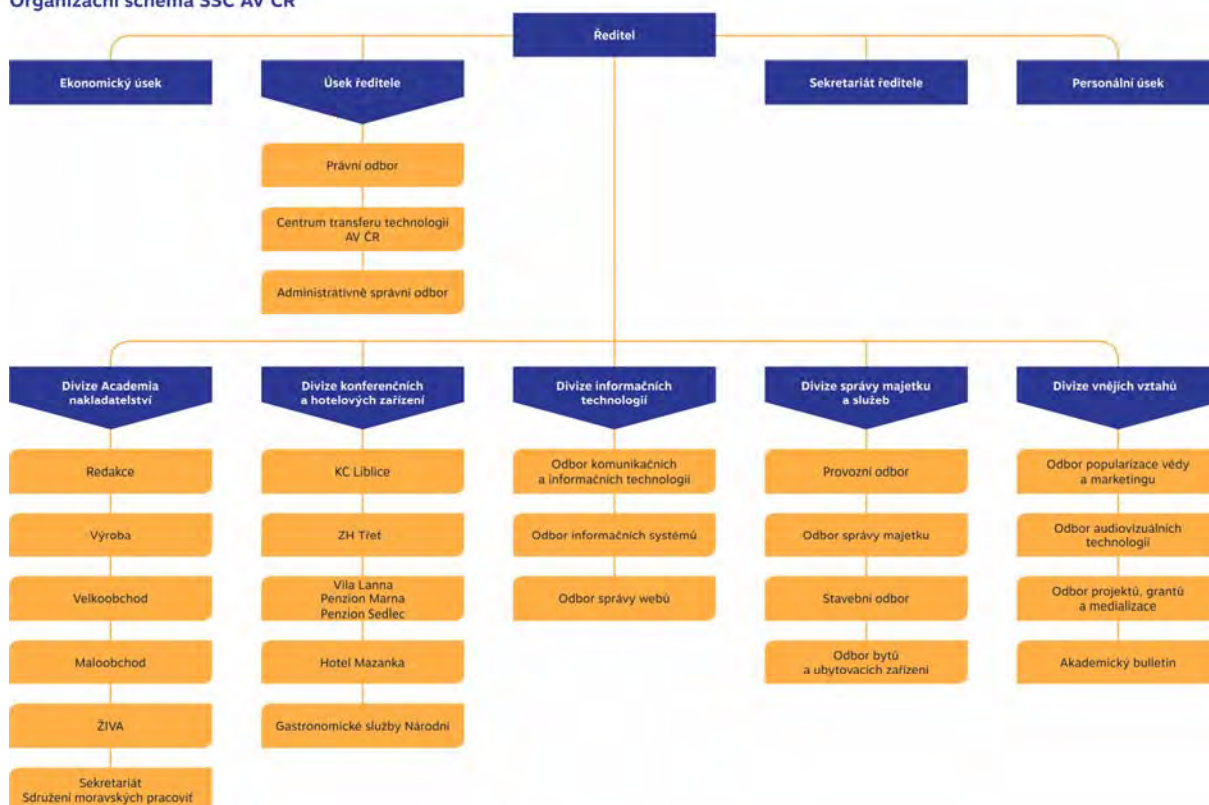 Organizační schéma SSČ AV ČR
Ředitel
Ekonomický úsek
Úsek ředitele
Sekretariát ředitele
Personální úsek
Právní odbor
Centrum transferu technologií
AV ČR
Administrativně správní odbor
Divize Academia
nakladatelství
Divize konferenčních
a hotelových zařízení
Divize informačních
technologií
Divize správy majetku
a služeb
Divize vnějích vztahů
Redakce
Výroba
Velkoobchod
Maloobchod
ŽIVA
Sekretariát
Sdružení moravských pracovišť
KC Liblice
ZH Třeť
Vila Lanna
Penzion Marna
Penzion Sedlec
Hotel Mazanka
Gastronomické služby Národní
Odbor komunikačních
a informačních technologií
Odbor informačních systémů
Odbor správy webů
Provozní odbor
Odbor správy majetku
Stavební odbor
Odbor bytů
a ubytovacích zařízení
Odbor popularizace vědy
a marketingu
Odbor audiovizuálních
technologií
Odbor projektů, grantů
a medializace
Akademický bulletin